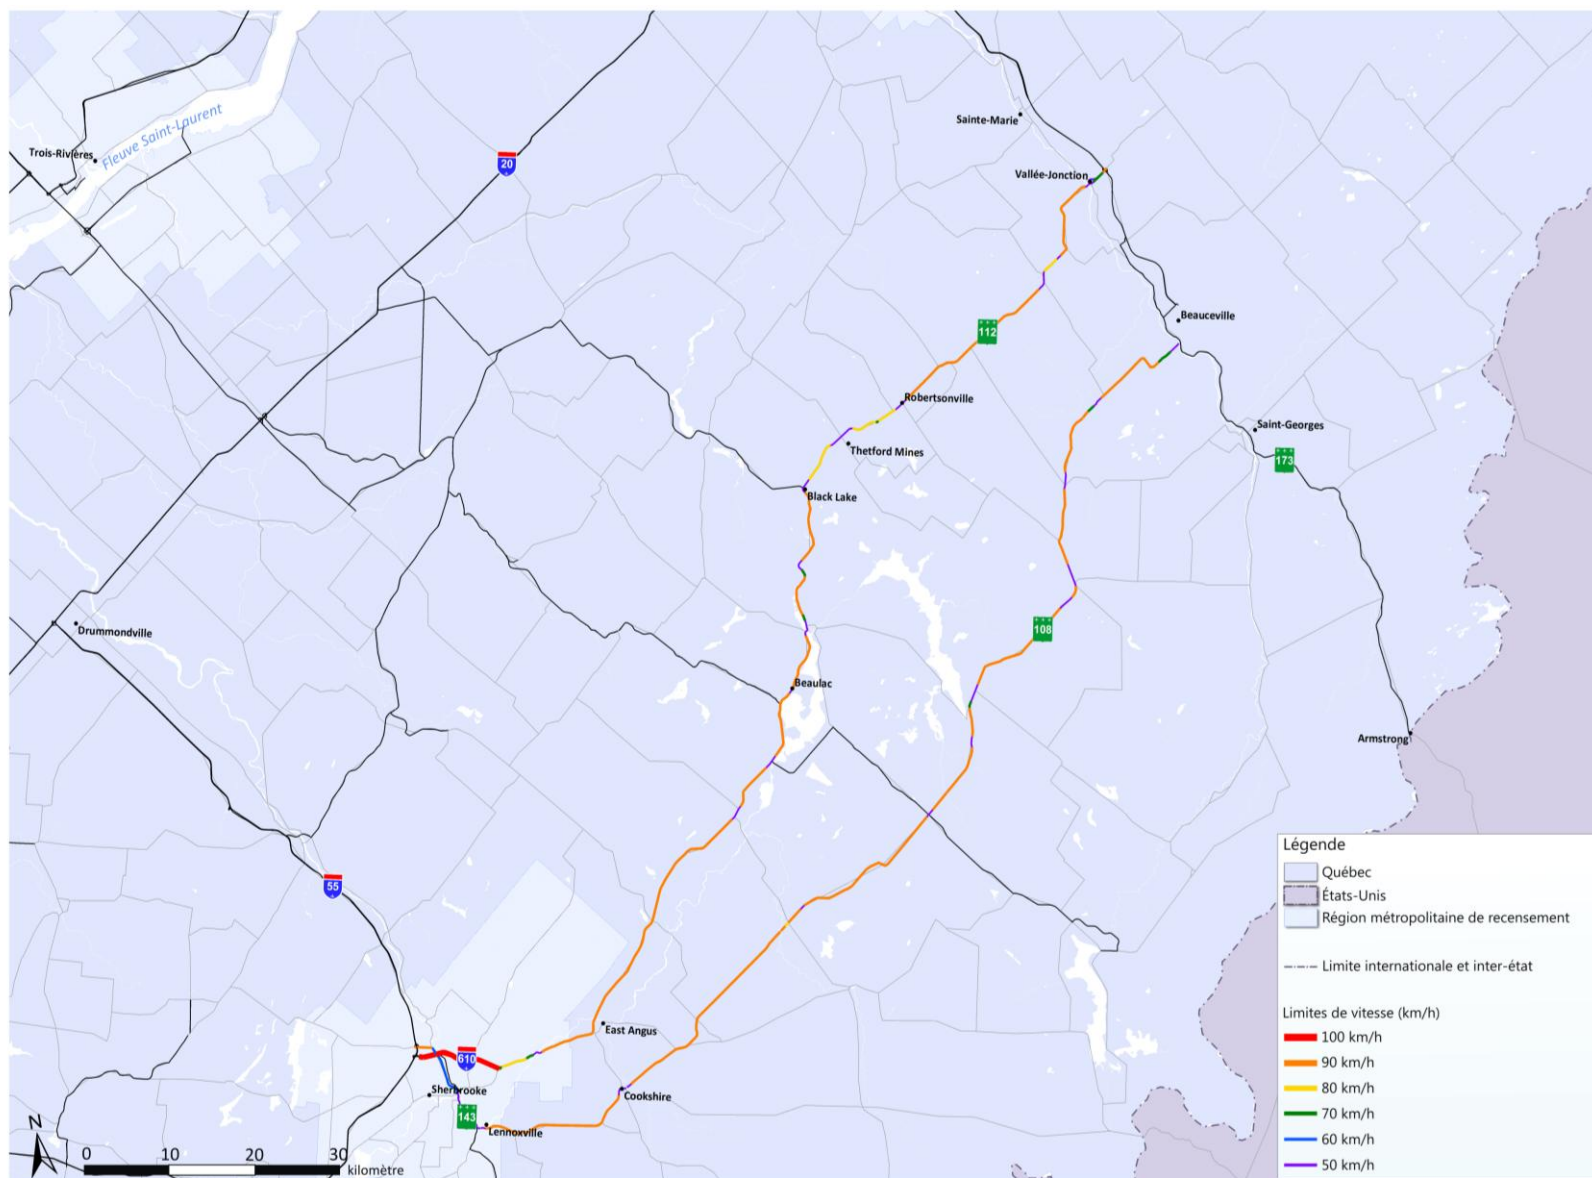 Fleuve Saint-Laurent
Trois-Rivières
20
Sainte-Marie
Vallée-Jonction
112
Beauceville
Robertsonville
Saint-Georges
Thetford Mines
173
Black Lake
Drummondville
108
Beaulac
Armstrong
55
East Angus
610
Sherbrooke
Cookshire
143
Lennoxville
N
0 10 20 30
kilomètre
Légende
Québec
États-Unis
Région métropolitaine de recensement
Limite internationale et inter-état
Limites de vitesse (km/h)
100 km/h
90 km/h
80 km/h
70 km/h
60 km/h
50 km/h